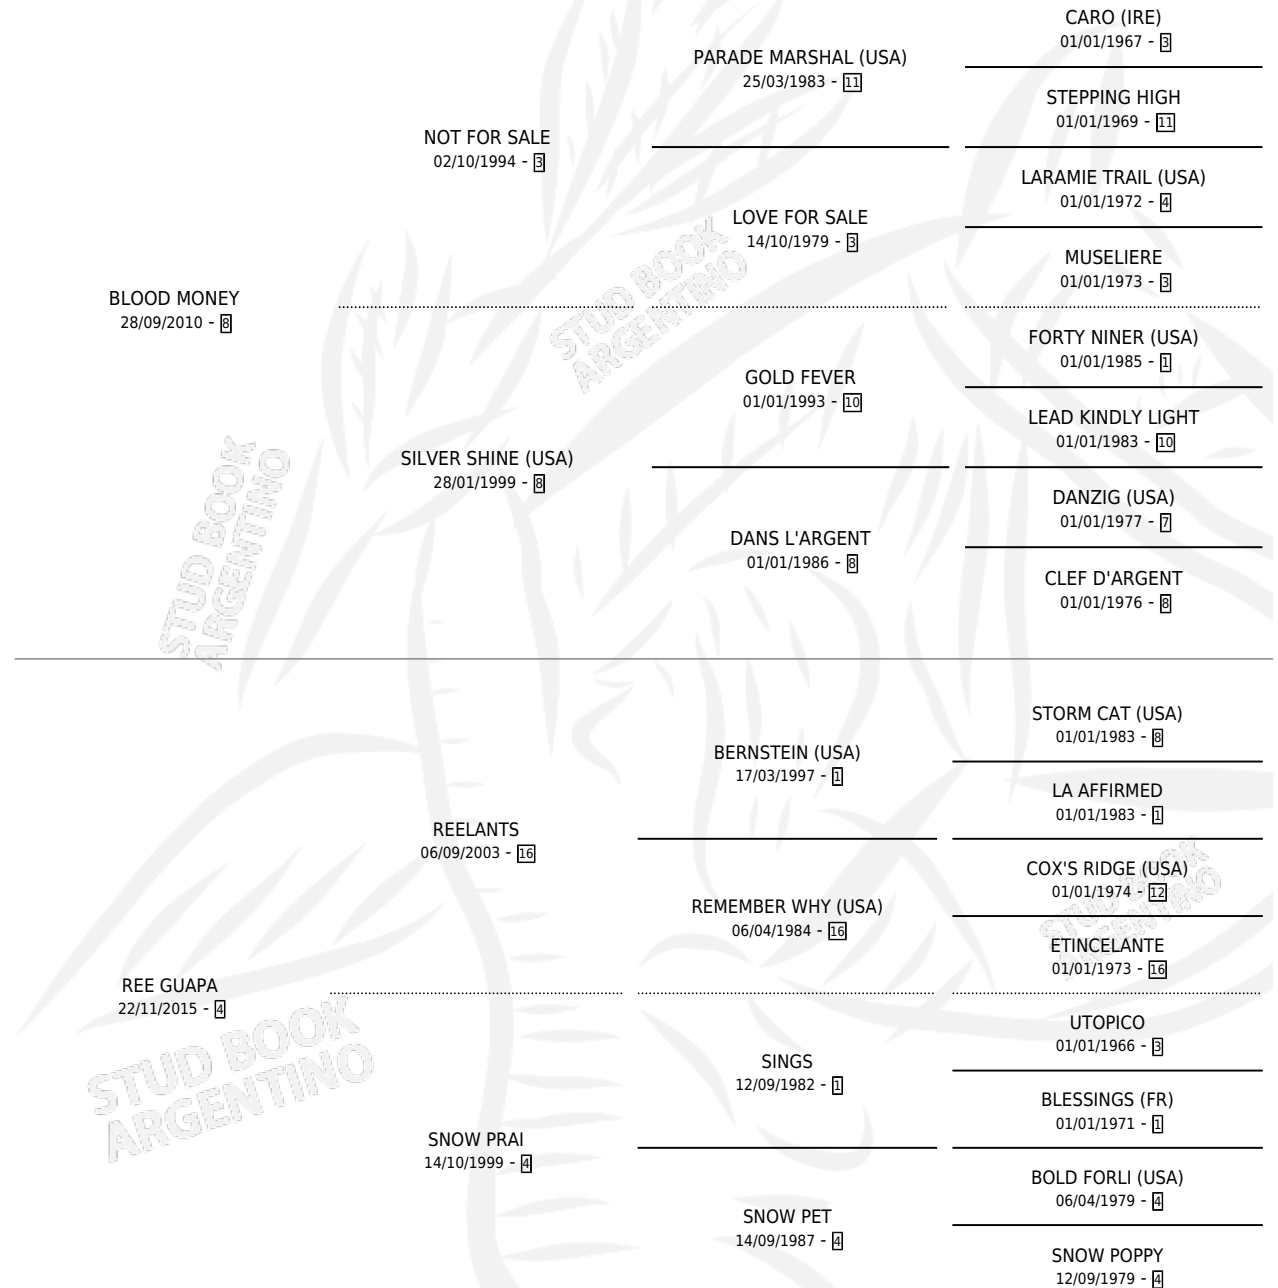 CARO (IRE)
01/01/1967 - 3
PARADE MARSHAL (USA)
25/03/1983 - 11
STEPPING HIGH
01/01/1969 - 11
NOT FOR SALE
02/10/1994 - 3
LARAMIE TRAIL (USA)
01/01/1972 - 4
LOVE FOR SALE
14/10/1979 - 3
MUSELIERE
01/01/1973 - 3
BLOOD MONEY
28/09/2010 - 8
STUD BOOK
ARGENTINO
FORTY NINER (USA)
01/01/1985 - 1
GOLD FEVER
01/01/1993 - 10
LEAD KINDLY LIGHT
01/01/1983 - 10
SILVER SHINE (USA)
28/01/1999 - 8
DANZIG (USA)
01/01/1977 - 7
DANS L'ARGENT
01/01/1986 - 8
CLEF D'ARGENT
01/01/1976 - 8
STUD BOOK
ARGENTINO
STORM CAT (USA)
01/01/1983 - 8
BERNSTEIN (USA)
17/03/1997 - 1
LA AFFIRMED
01/01/1983 - 1
REELANTS
06/09/2003 - 16
COX'S RIDGE (USA)
01/01/1974 - 12
REMEMBER WHY (USA)
06/04/1984 - 16
ETINCELANTE
01/01/1973 - 16
STUD BOOK
ARGENTINO
REE GUAPA
22/11/2015 - 4
UTOPICO
01/01/1966 - 3
SINGS
12/09/1982 - 1
BLESSINGS (FR)
01/01/1971 - 1
STUD BOOK
ARGENTINO
SNOW PRAI
14/10/1999 - 4
BOLD FORLI (USA)
06/04/1979 - 4
SNOW PET
14/09/1987 - 4
SNOW POPPY
12/09/1979 - 4